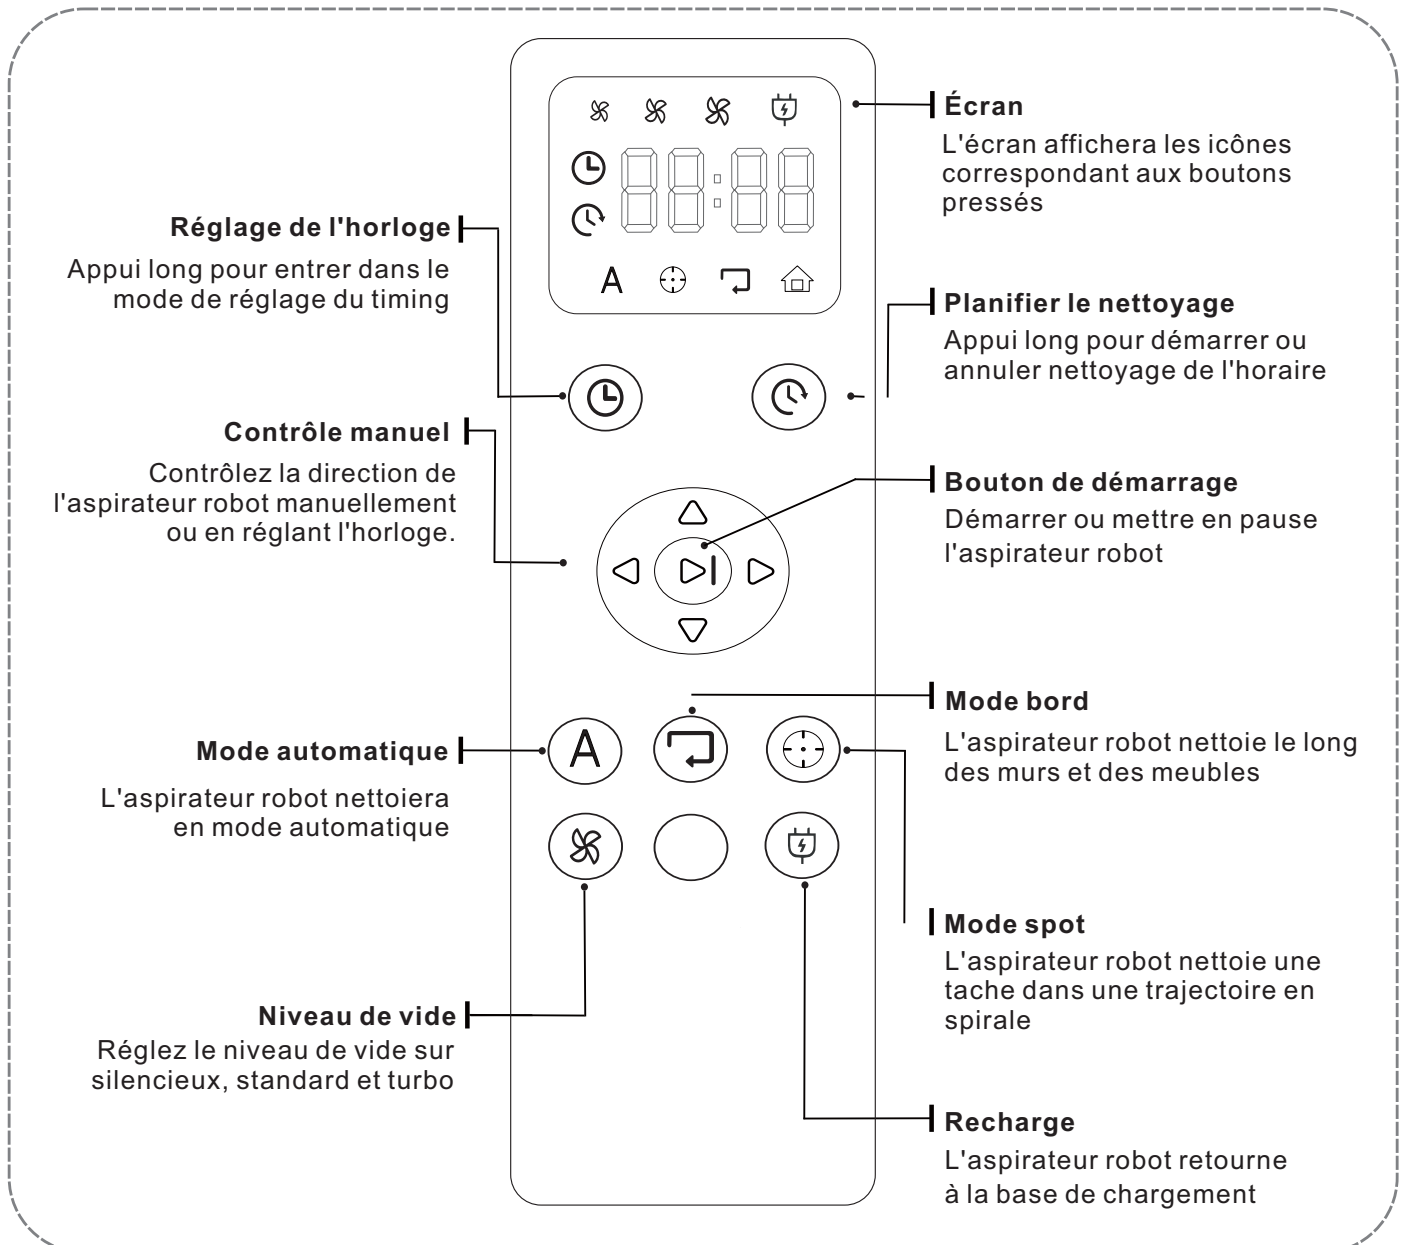 Écran
L'écran affichera les icônes
correspondant aux boutons
pressés
Réglage de l'horloge
Appui long pour entrer dans le
mode de réglage du timing
Planifier le nettoyage
Appui long pour démarrer ou
annuler nettoyage de l'horaire
Contrôle manuel
Contrôlez la direction de
l'aspirateur robot manuellement
ou en réglant l'horloge.
Bouton de démarrage
Démarrer ou mettre en pause
l'aspirateur robot
Mode bord
L'aspirateur robot nettoie le long
des murs et des meubles
Mode automatique
L'aspirateur robot nettoiera
en mode automatique
Mode spot
L'aspirateur robot nettoie une
tache dans une trajectoire en
spirale
Niveau de vide
Réglez le niveau de vide sur
silencieux, standard et turbo
Recharge
L'aspirateur robot retourne
à la base de chargement
88:88
A
A